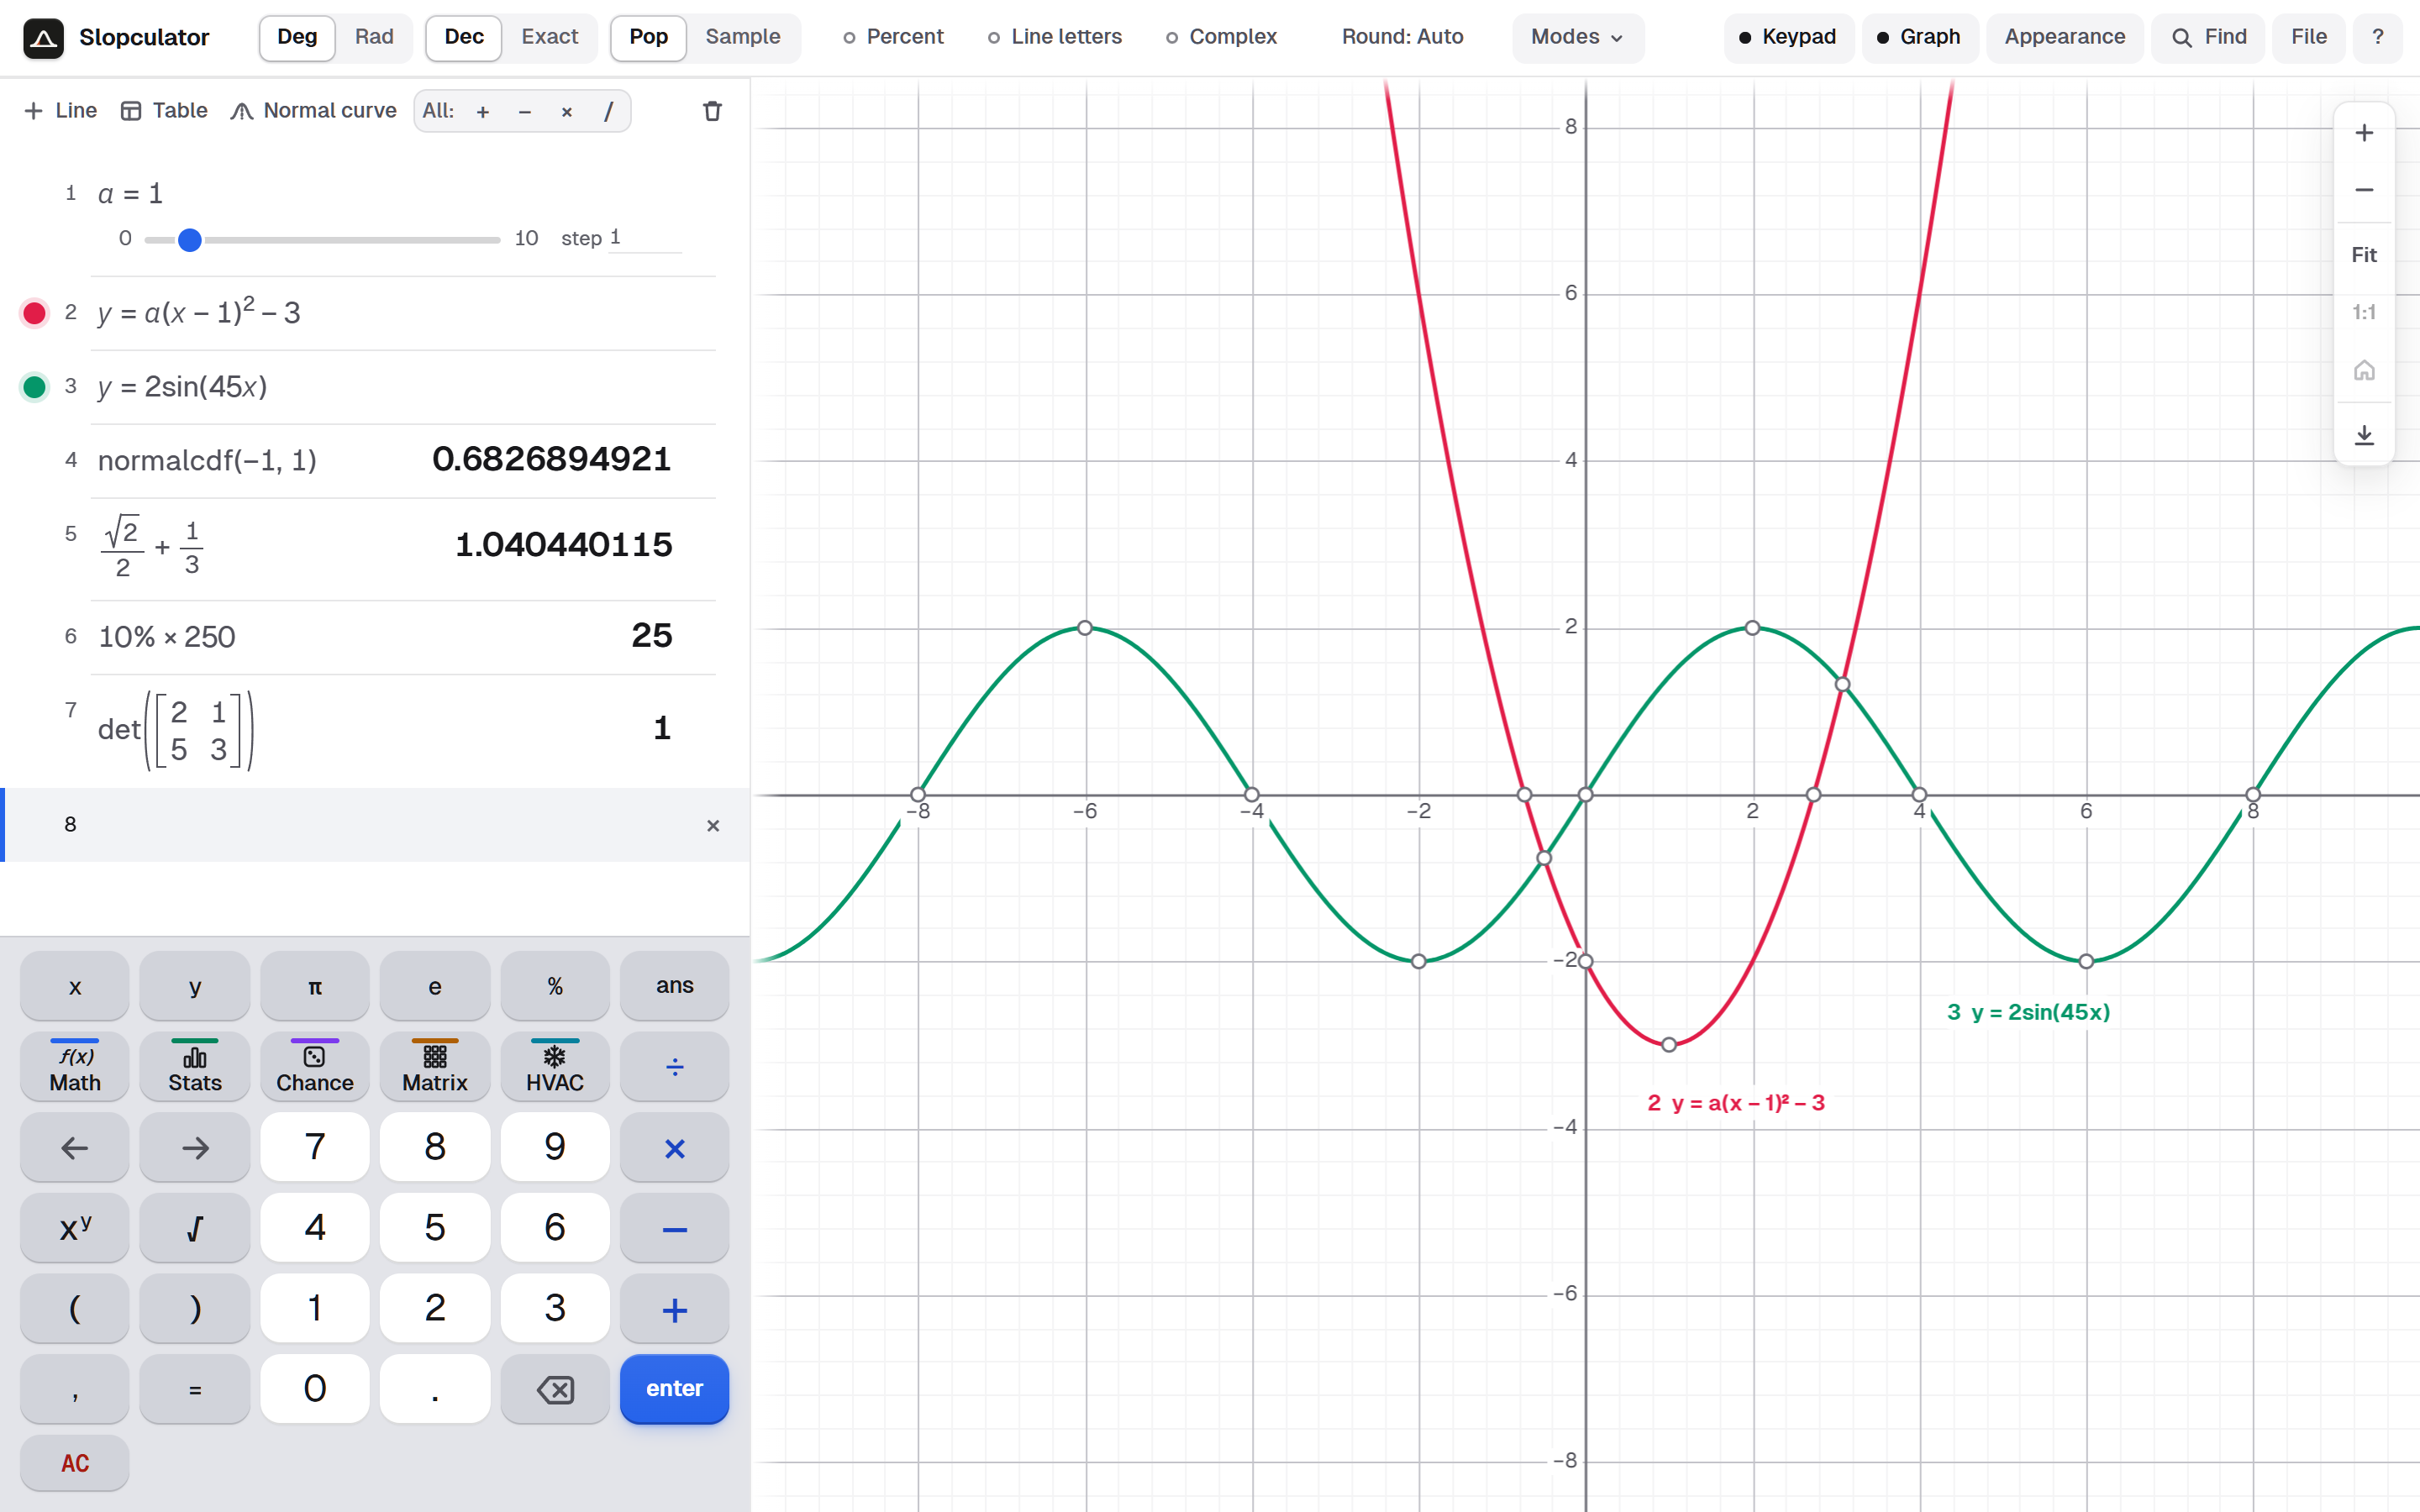 Slopculator Deg Rad Dec Exact Pop Sample Percent Line letters Complex Round: Auto Modes Keypad Graph Appearance Find File ?
+ Line Table Normal curve All: + − × /
1 a = 1
0 10 step 1
2 y = a(x − 1)² − 3
3 y = 2sin(45x)
4 normalcdf(−1, 1) 0.6826894921
5 √2/2 + 1/3 1.040440115
6 10% × 250 25
7 det([2 1
5 3]) 1
8 ×
x y π e % ans
f(x) Math Stats Chance Matrix HVAC ÷
← → 7 8 9 ×
xʸ √ 4 5 6 −
( ) 1 2 3 +
, = 0 . enter
AC
8
6
4
2
−8 −6 −4 −2 2 4 6 8
−2
−4
−6
−8
3 y = 2sin(45x)
2 y = a(x − 1)² − 3
+
−
Fit
1:1